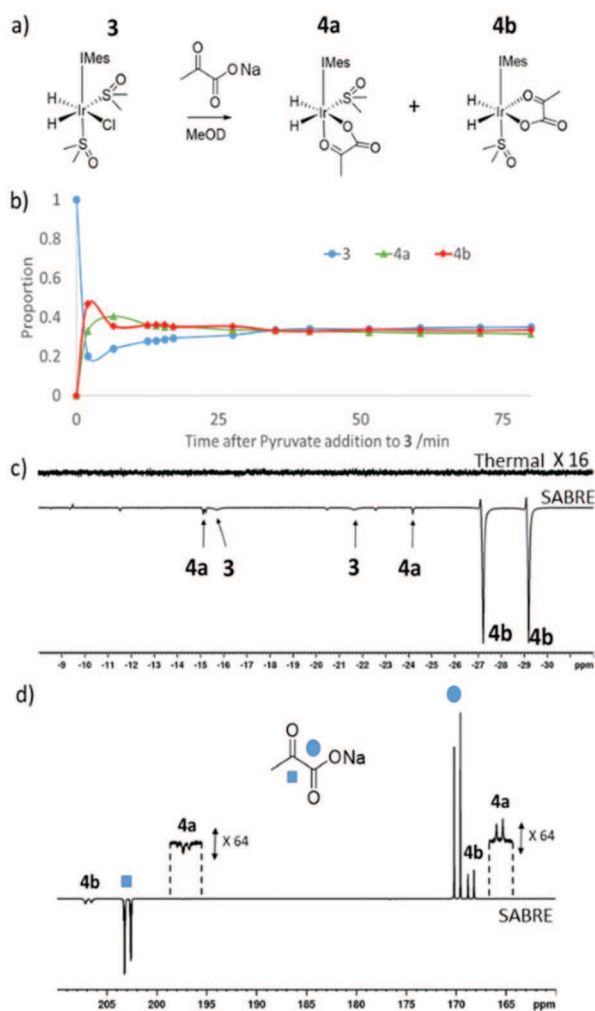 a)
3
4a
4b
IMes
IMes
IMes
O
O
ONa
O
H
H
Ir
S
O
Cl
S
O
MeOD
H
H
Ir
S
O
O
O
O
+
H
H
Ir
O
O
O
S
O
b)
Proportion
1
0.8
0.6
0.4
0.2
0
3
4a
4b
0
25
50
75
Time after Pyruvate addition to 3 /min
c)
Thermal X 16
SABRE
4a
3
3
4a
4b
4b
-9 -10 -11 -12 -13 -14 -15 -16 -17 -18 -19 -20 -21 -22 -23 -24 -25 -26 -27 -28 -29 -30 ppm
d)
O
ONa
O
4a
X 64
4b
4b
4a
X 64
SABRE
205 200 195 190 185 180 175 170 165 ppm